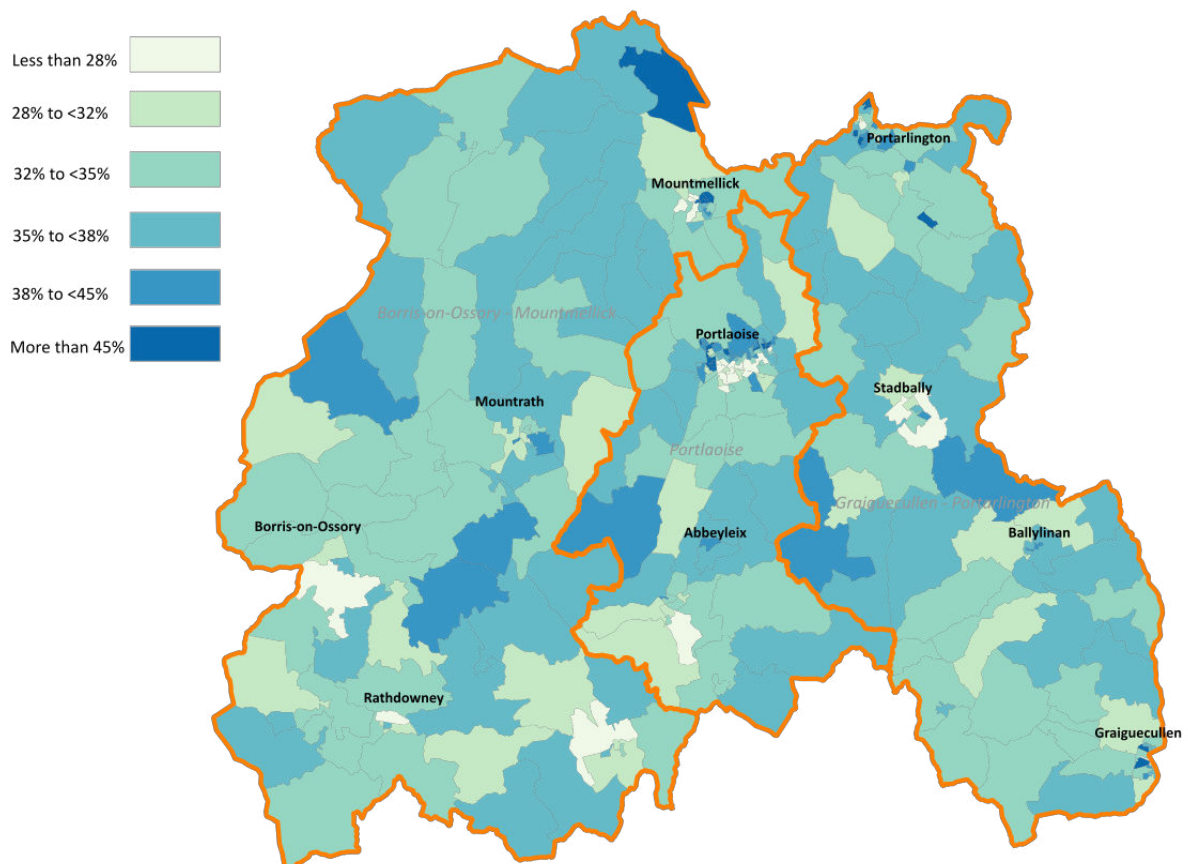 Less than 28%
28% to <32%
32% to <35%
35% to <38%
38% to <45%
More than 45%
Portarlington
Mountmellick
Borris-on-Ossory - Mountmellick
Portlaoise
Stadbally
Mountrath
Portlaoise
Graiguecullen - Portarlington
Borris-on-Ossory
Abbeyleix
Ballylinan
Rathdowney
Graiguecullen